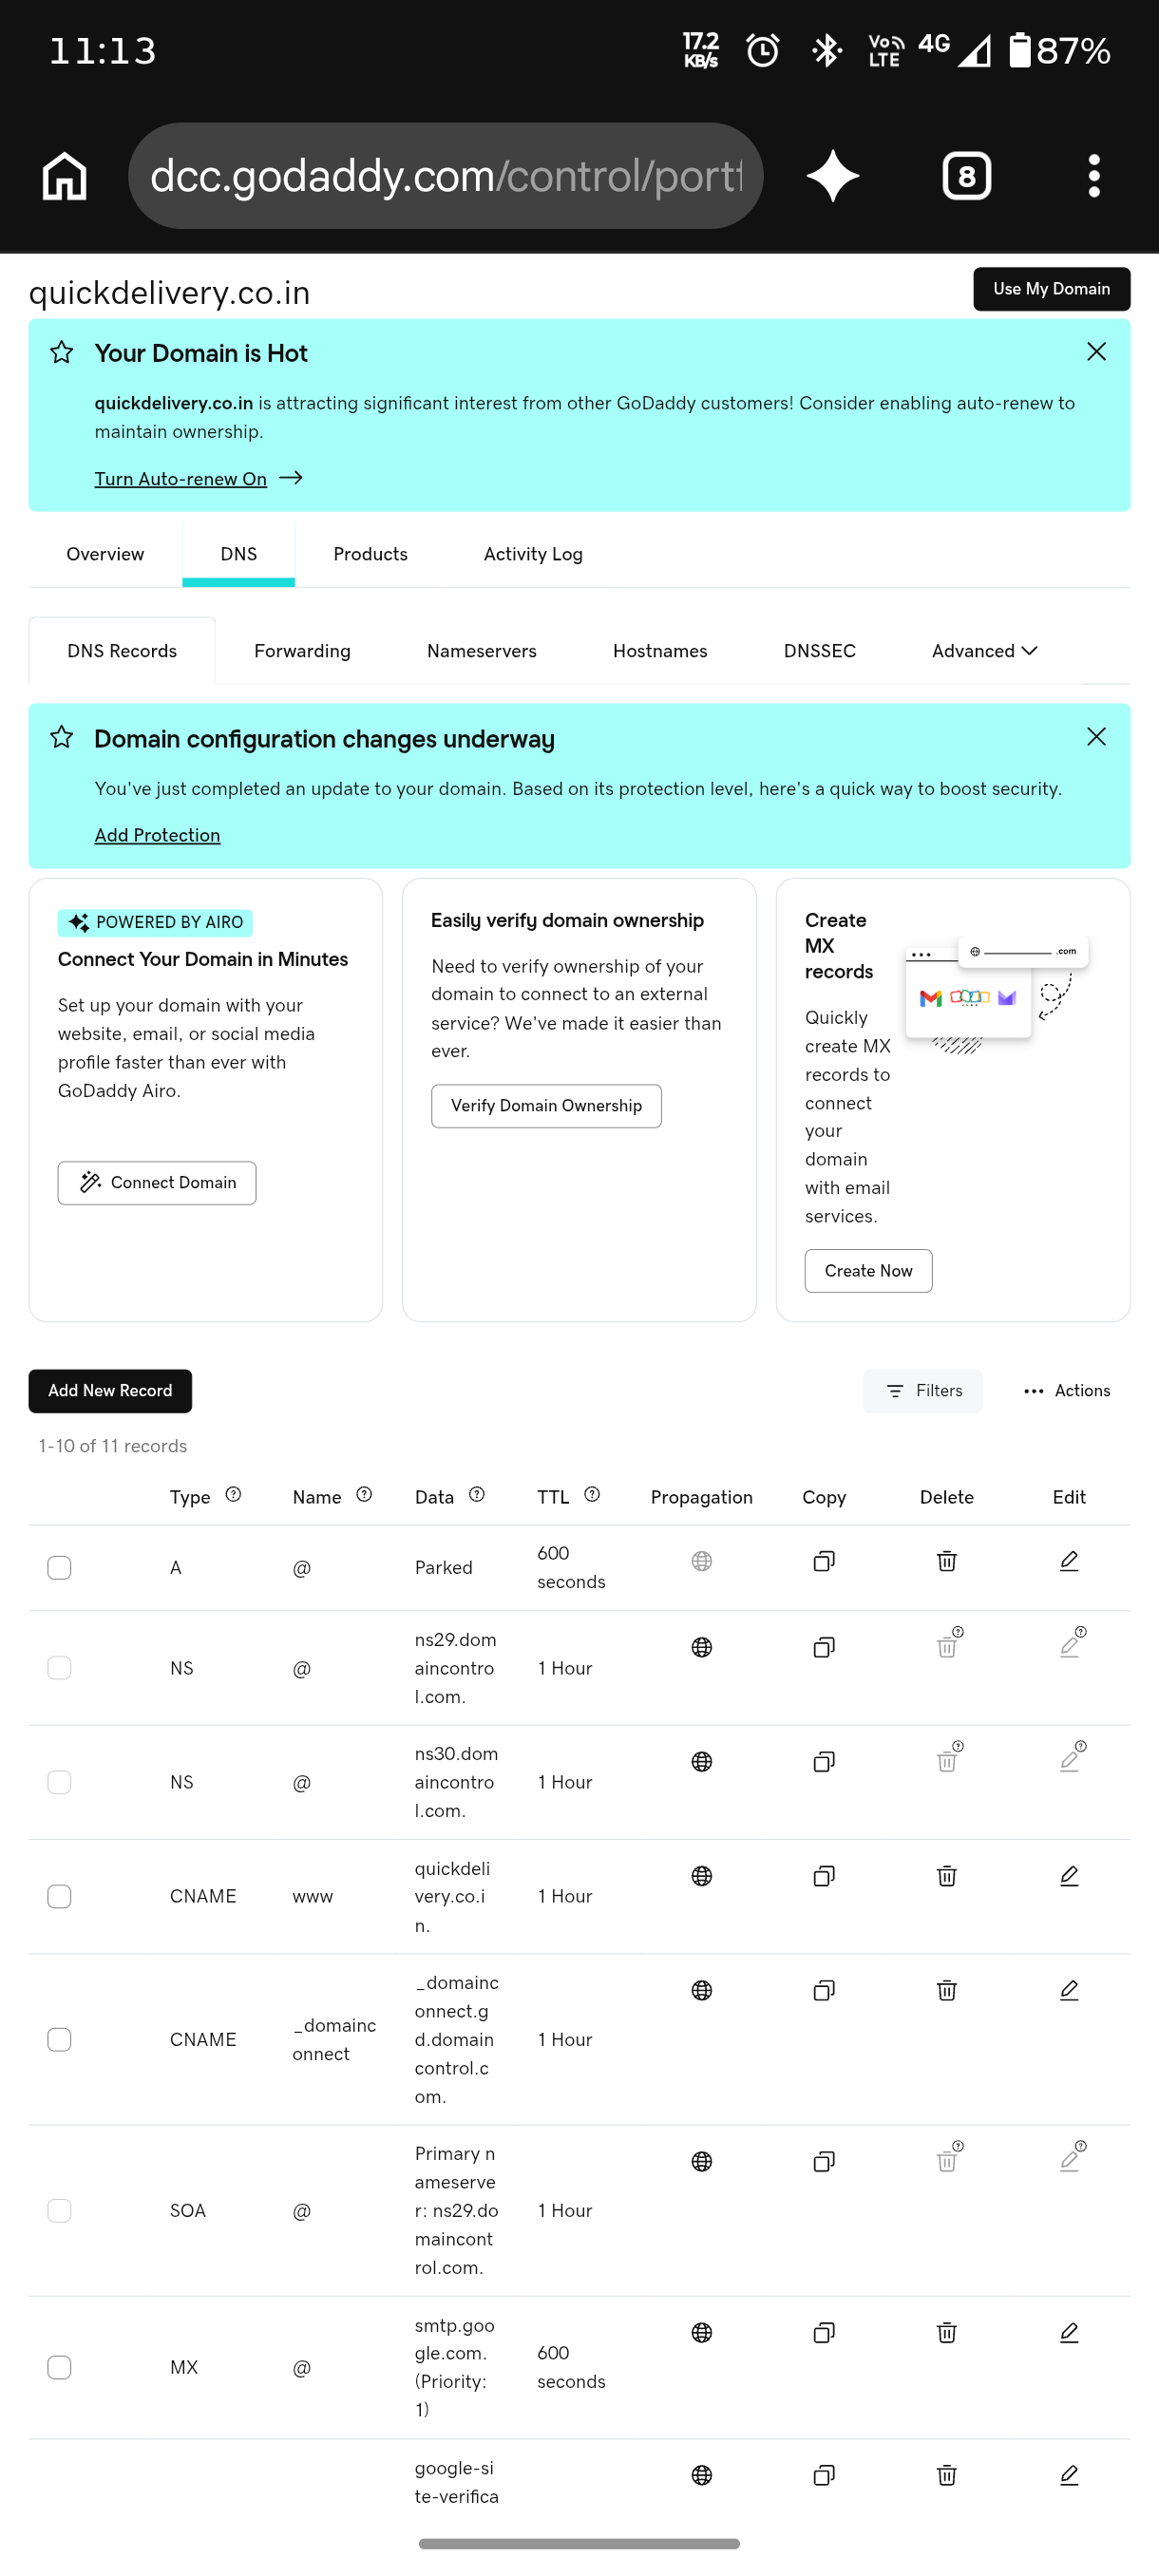 11:13
17.2 KB/s Vo LTE 4G 87%
dcc.godaddy.com/control/portf
8
quickdelivery.co.in
Use My Domain
Your Domain is Hot
quickdelivery.co.in is attracting significant interest from other GoDaddy customers! Consider enabling auto-renew to
maintain ownership.
Turn Auto-renew On
Overview DNS Products Activity Log
DNS Records Forwarding Nameservers Hostnames DNSSEC Advanced
Domain configuration changes underway
You've just completed an update to your domain. Based on its protection level, here's a quick way to boost security.
Add Protection
POWERED BY AIRO
Connect Your Domain in Minutes
Set up your domain with your
website, email, or social media
profile faster than ever with
GoDaddy Airo.
Connect Domain
Easily verify domain ownership
Need to verify ownership of your
domain to connect to an external
service? We've made it easier than
ever.
Verify Domain Ownership
Create
MX
records
Quickly
create MX
records to
connect
your
domain
with email
services.
.com
Create Now
Add New Record
Filters
Actions
1-10 of 11 records
Type Name Data TTL Propagation Copy Delete Edit
A @ Parked 600
seconds
NS @ ns29.dom
aincontro
l.com.
1 Hour
NS @ ns30.dom
aincontro
l.com.
1 Hour
CNAME www quickdeli
very.co.i
n.
1 Hour
CNAME _domainc
onnect
_domainc
onnect.g
d.domain
control.c
om.
1 Hour
SOA @ Primary n
ameserve
r: ns29.do
maincont
rol.com.
1 Hour
MX @ smtp.goo
gle.com.
(Priority:
1)
600
seconds
google-si
te-verifica